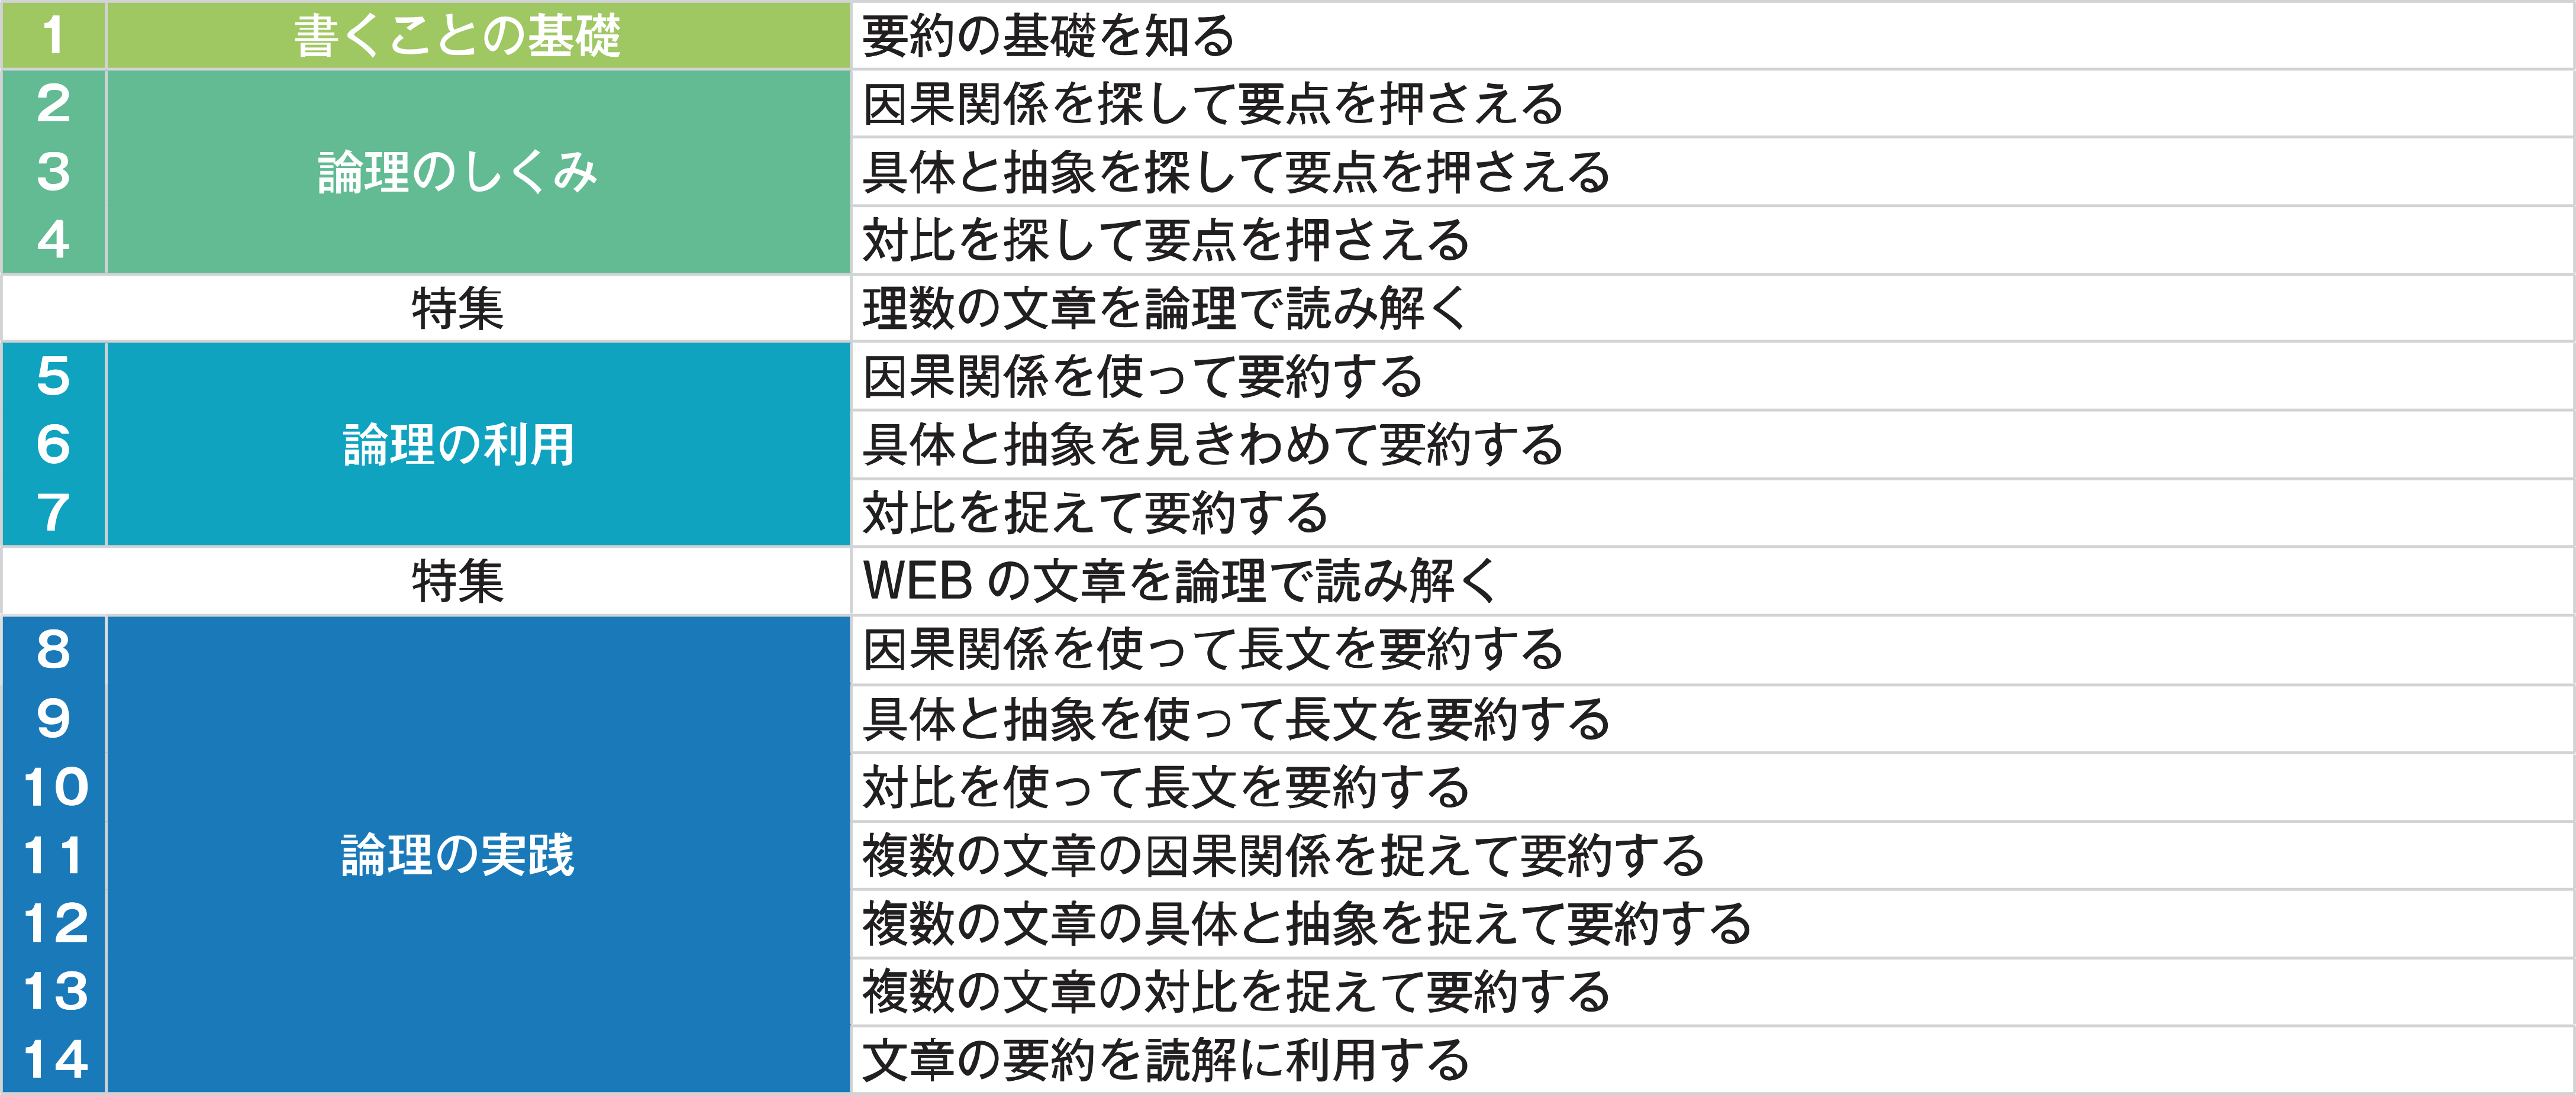 1 書くことの基礎 要約の基礎を知る
2 因果関係を探して要点を押さえる
3 論理のしくみ 具体と抽象を探して要点を押さえる
4 対比を探して要点を押さえる
特集 理数の文章を論理で読み解く
5 因果関係を使って要約する
6 論理の利用 具体と抽象を見きわめて要約する
7 対比を捉えて要約する
特集 WEB の文章を論理で読み解く
8 因果関係を使って長文を要約する
9 具体と抽象を使って長文を要約する
10 対比を使って長文を要約する
11 論理の実践 複数の文章の因果関係を捉えて要約する
12 複数の文章の具体と抽象を捉えて要約する
13 複数の文章の対比を捉えて要約する
14 文章の要約を読解に利用する